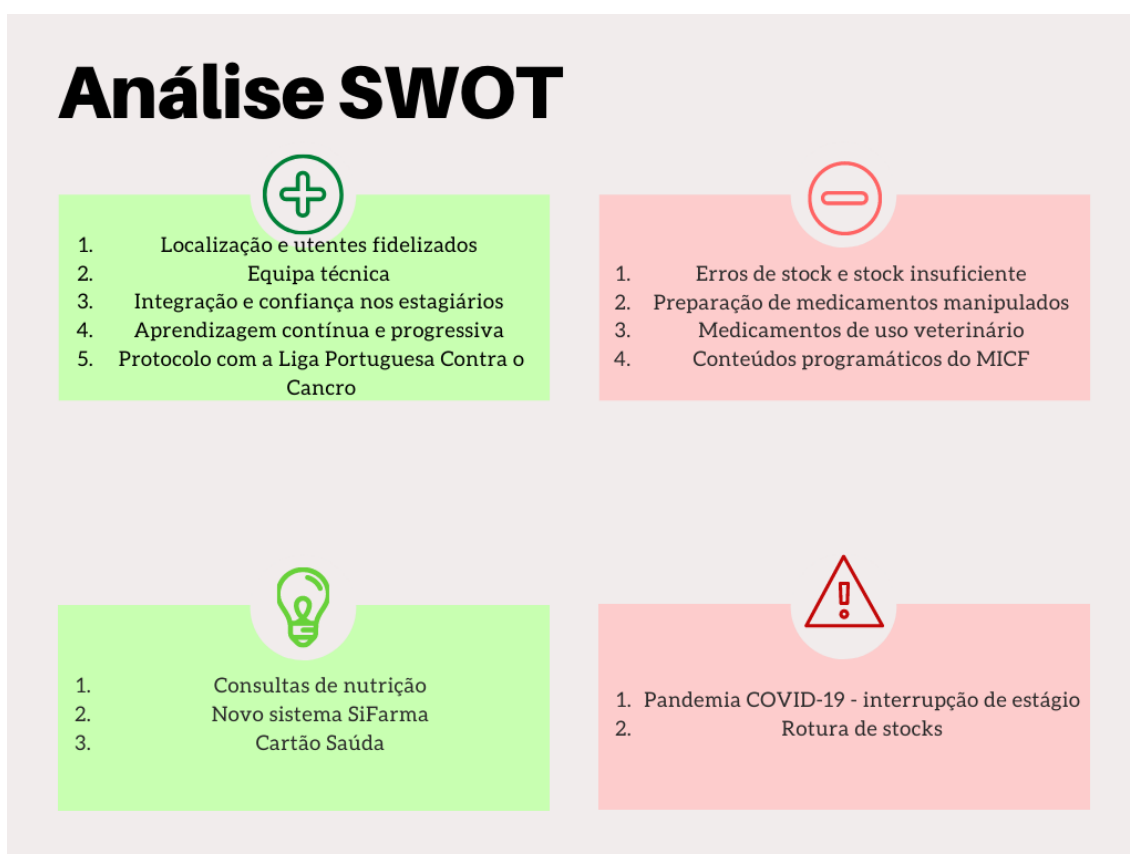 Análise SWOT
1. Localização e utentes fidelizados
2. Equipa técnica
3. Integração e confiança nos estagiários
4. Aprendizagem contínua e progressiva
5. Protocolo com a Liga Portuguesa Contra o
Cancro
1. Erros de stock e stock insuficiente
2. Preparação de medicamentos manipulados
3. Medicamentos de uso veterinário
4. Conteúdos programáticos do MICF
1. Consultas de nutrição
2. Novo sistema SiFarma
3. Cartão Saúda
1. Pandemia COVID-19 - interrupção de estágio
2. Rotura de stocks